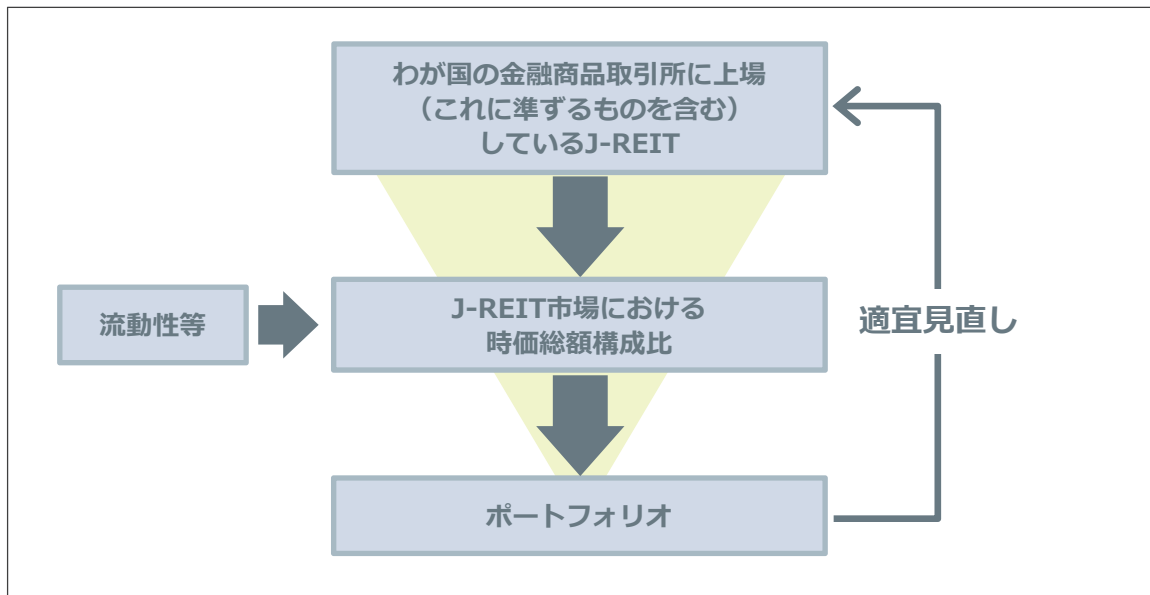 わが国の金融商品取引所に上場
（これに準ずるものを含む）
しているJ-REIT
流動性等
J-REIT市場における
時価総額構成比
適宜見直し
ポートフォリオ